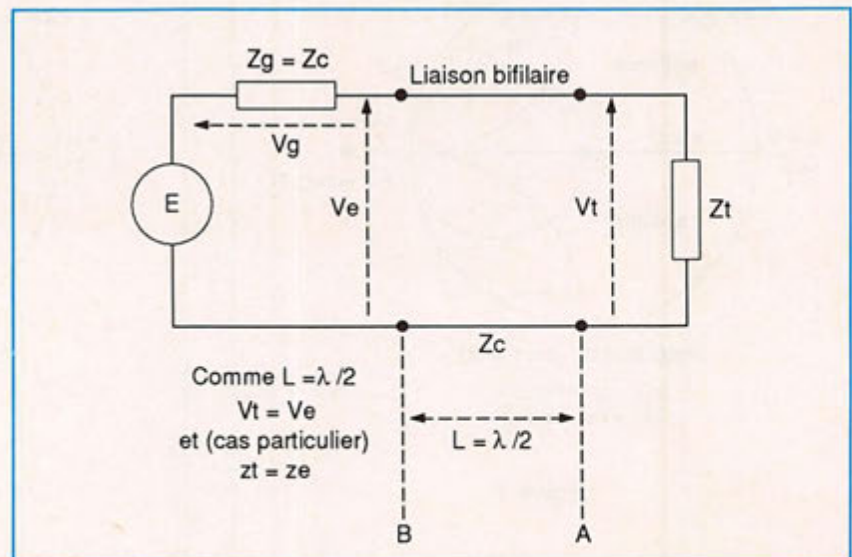 Zg = Zc
Liaison bifilaire
Vg
E
Ve
Vt
Zt
Zc
Comme L = λ/2
Vt = Ve
et (cas particulier)
zt = ze
L = λ/2
B
A